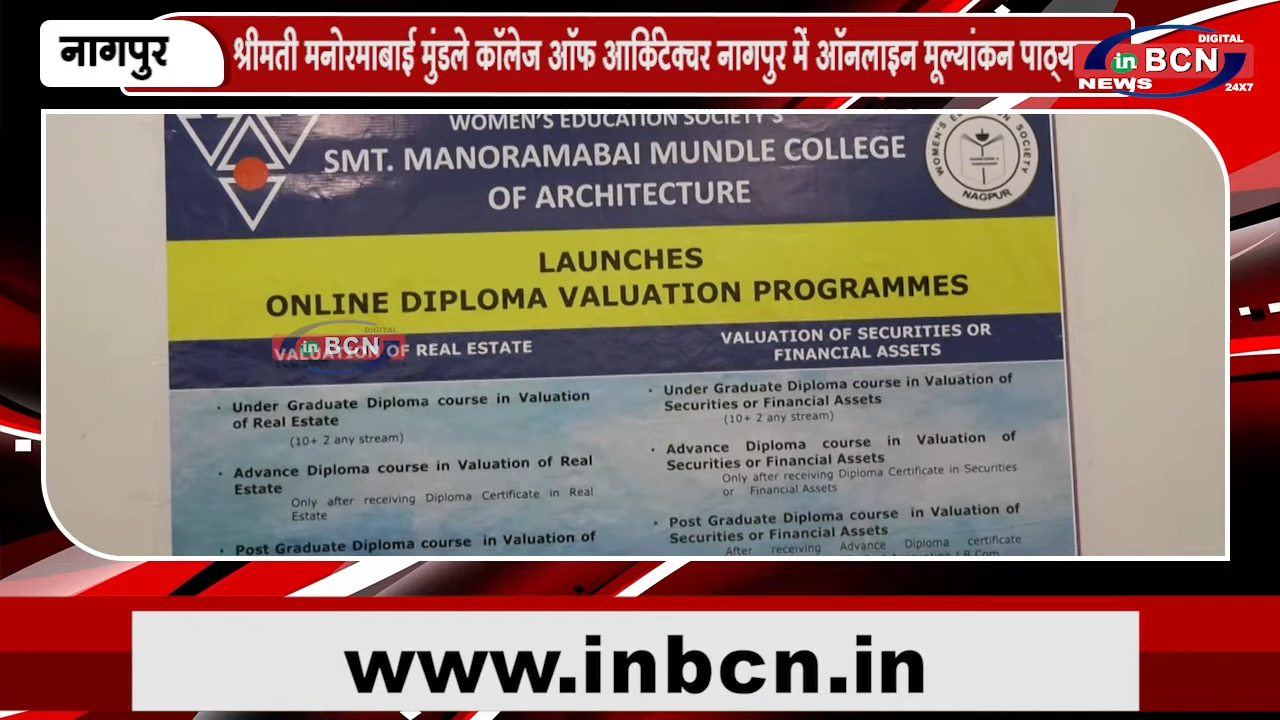 नागपुर
श्रीमती मनोरमाबाई मुंडले कॉलेज ऑफ आर्किटेक्चर नागपुर में ऑनलाइन मूल्यांकन पाठ्य
DIGITAL
in BCN
NEWS
24X7
WOMEN'S EDUCATION SOCIETY'S
SMT. MANORAMABAI MUNDLE COLLEGE
OF ARCHITECTURE
WOMEN'S EDUCATION SOCIETY
NAGPUR
LAUNCHES
ONLINE DIPLOMA VALUATION PROGRAMMES
DIGITAL
in BCN
VALUATION OF REAL ESTATE
VALUATION OF SECURITIES OR
FINANCIAL ASSETS
· Under Graduate Diploma course in Valuation
of Real Estate
(10+ 2 any stream)
· Advance Diploma course in Valuation of Real
Estate
Only after receiving Diploma Certificate in Real
Estate
· Post Graduate Diploma course in Valuation of
· Under Graduate Diploma course in Valuation of
Securities or Financial Assets
(10+ 2 any stream)
· Advance Diploma course in Valuation of
Securities or Financial Assets
Only after receiving Diploma Certificate in Securities
or Financial Assets
· Post Graduate Diploma course in Valuation of
Securities or Financial Assets
After receiving Advance Diploma certificate
www.inbcn.in